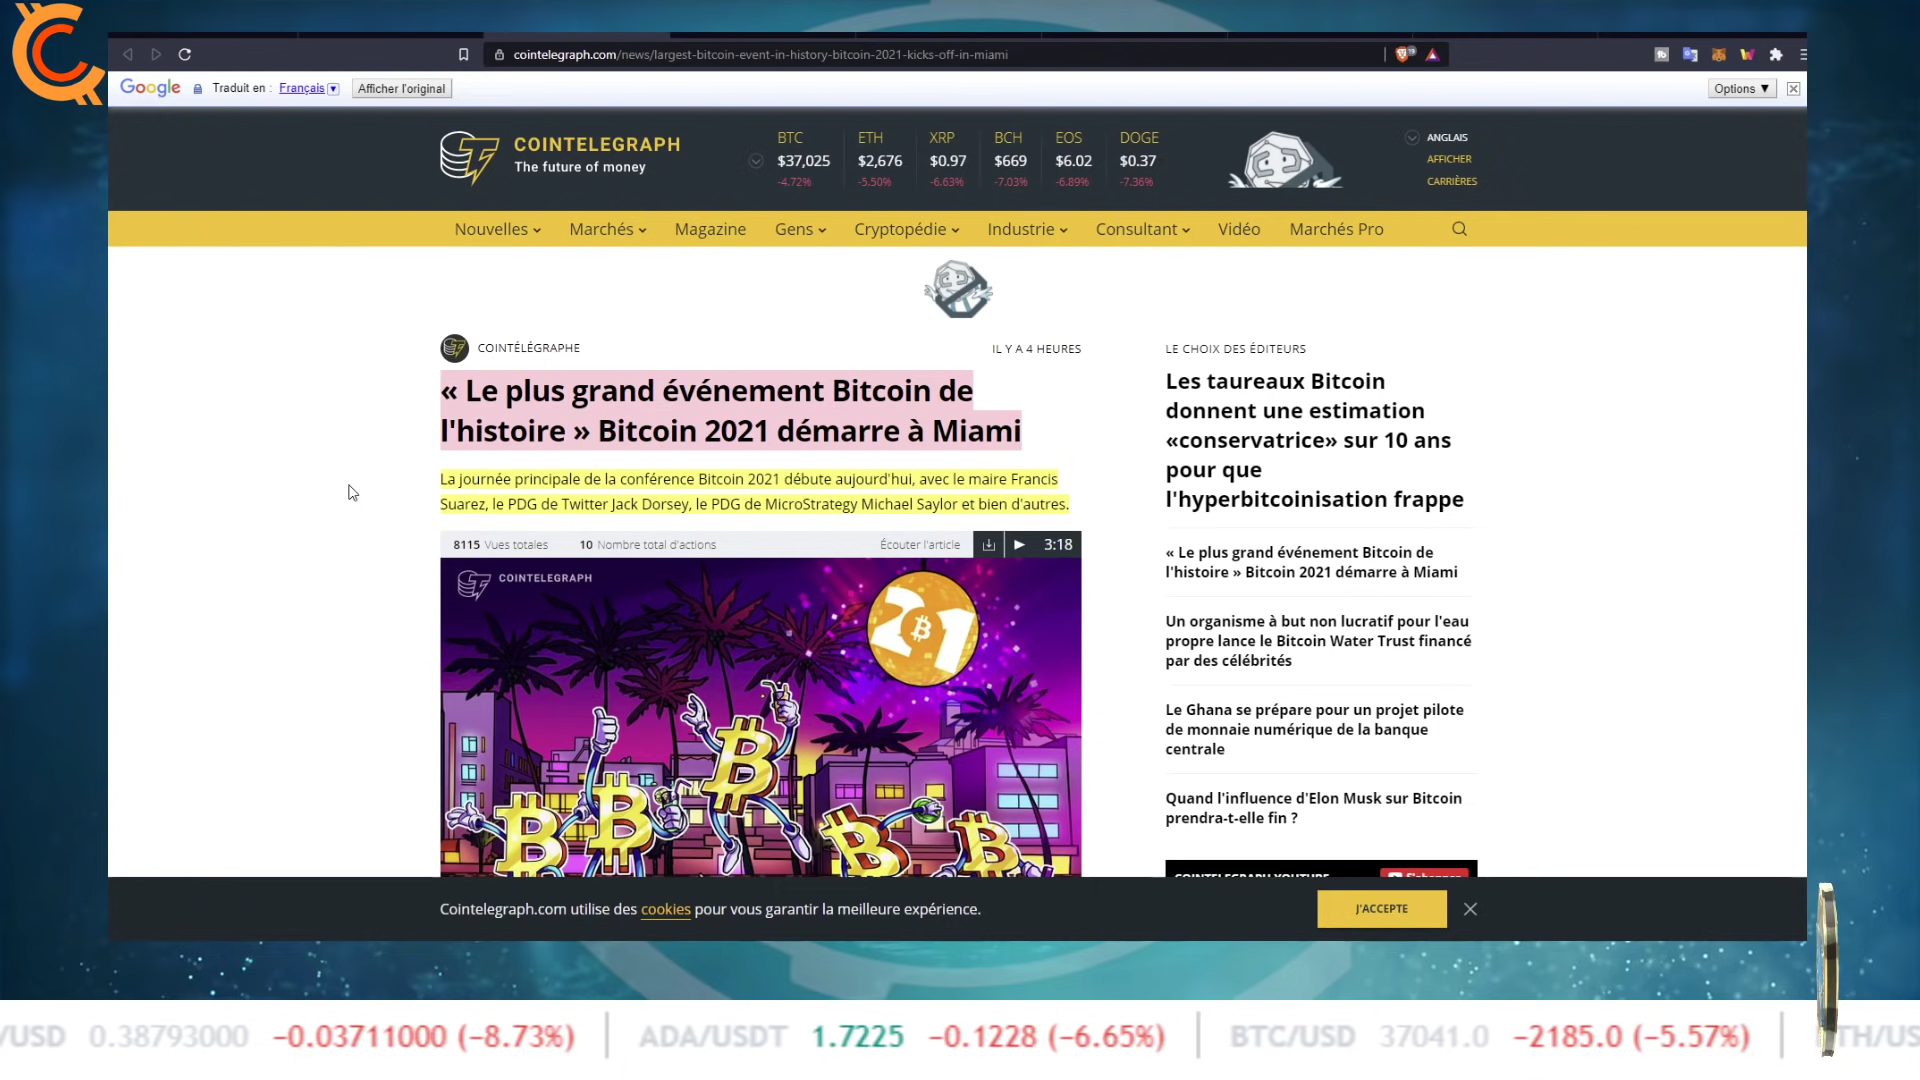 cointelegraph.com/news/largest-bitcoin-event-in-history-bitcoin-2021-kicks-off-in-miami
Google Traduit en : Français Afficher l'original Options ▼
COINTELEGRAPH
The future of money
BTC ETH XRP BCH EOS DOGE
$37,025 $2,676 $0.97 $669 $6.02 $0.37
-4.72% -5.50% -6.63% -7.03% -6.89% -7.36%
ANGLAIS
AFFICHER
CARRIÈRES
Nouvelles Marchés Magazine Gens Cryptopédie Industrie Consultant Vidéo Marchés Pro
COINTÉLÉGRAPHE IL Y A 4 HEURES
« Le plus grand événement Bitcoin de
l'histoire » Bitcoin 2021 démarre à Miami
La journée principale de la conférence Bitcoin 2021 débute aujourd'hui, avec le maire Francis
Suarez, le PDG de Twitter Jack Dorsey, le PDG de MicroStrategy Michael Saylor et bien d'autres.
8115 Vues totales 10 Nombre total d'actions Écouter l'article 3:18
COINTELEGRAPH
21
LE CHOIX DES ÉDITEURS
Les taureaux Bitcoin
donnent une estimation
«conservatrice» sur 10 ans
pour que
l'hyperbitcoinisation frappe
« Le plus grand événement Bitcoin de
l'histoire » Bitcoin 2021 démarre à Miami
Un organisme à but non lucratif pour l'eau
propre lance le Bitcoin Water Trust financé
par des célébrités
Le Ghana se prépare pour un projet pilote
de monnaie numérique de la banque
centrale
Quand l'influence d'Elon Musk sur Bitcoin
prendra-t-elle fin ?
COINTELEGRAPH YOUTUBE
Cointelegraph.com utilise des cookies pour vous garantir la meilleure expérience. J'ACCEPTE
/USD 0.38793000 −0.03711000 (−8.73%) ADA/USDT 1.7225 −0.1228 (−6.65%) BTC/USD 37041.0 −2185.0 (−5.57%) TH/US